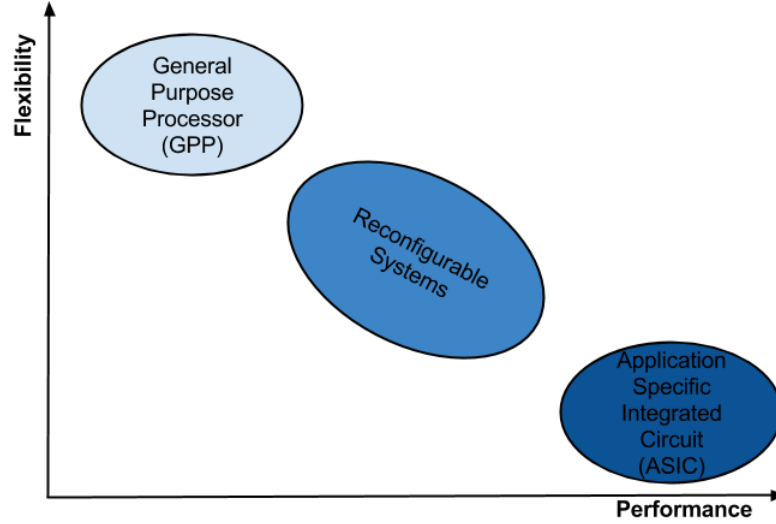 Flexibility
General
Purpose
Processor
(GPP)
Reconfigurable
Systems
Application
Specific
Integrated
Circuit
(ASIC)
Performance